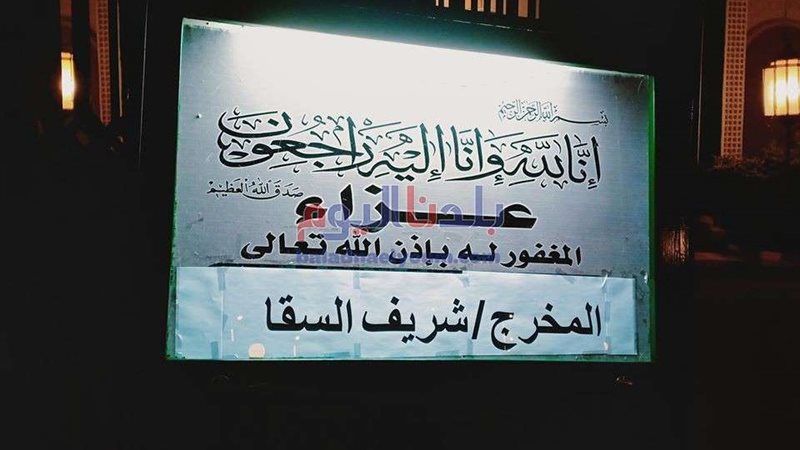 بسم الله الرحمن الرحيم
إنا لله وإنا إليه راجعون
صدق الله العظيم
عزاء
بلدنا اليوم
المغفور له بإذن الله تعالى
المخرج/شريف السقا